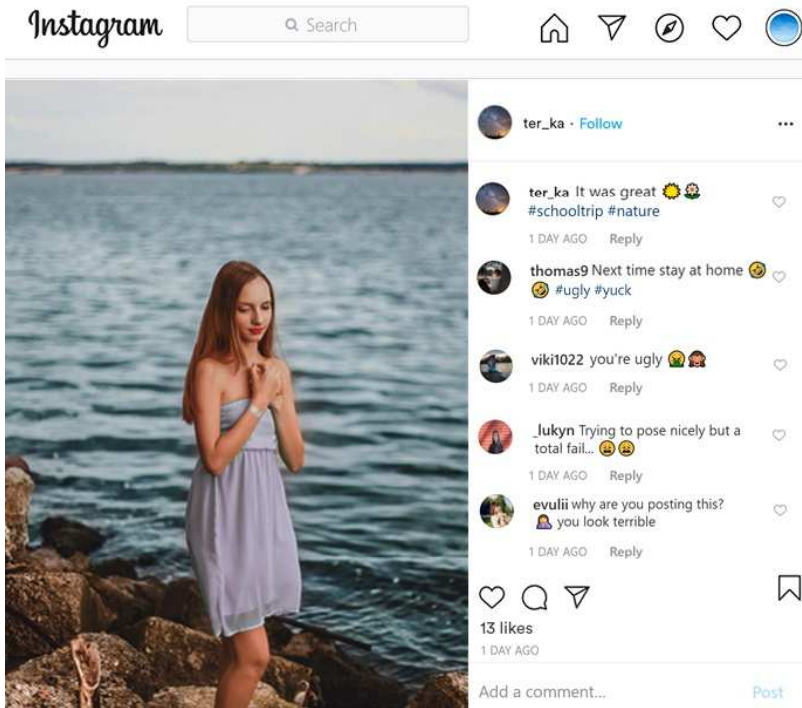 Instagram
Search
ter_ka · Follow
ter_ka It was great 🌞🌼
#schooltrip #nature
1 DAY AGO Reply
thomas9 Next time stay at home 🤣
🤣 #ugly #yuck
1 DAY AGO Reply
viki1022 you're ugly 🤮🙈
1 DAY AGO Reply
_lukyn Trying to pose nicely but a
total fail... 😩😩
1 DAY AGO Reply
evulii why are you posting this?
🤦‍♀️ you look terrible
1 DAY AGO Reply
13 likes
1 DAY AGO
Add a comment...
Post